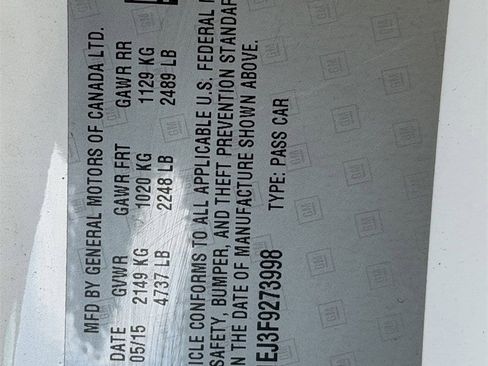 MFD BY GENERAL MOTORS OF CANADA LTD.
DATE GVWR GAWR FRT GAWR RR
05/15 2149 KG 1020 KG 1129 KG
4737 LB 2248 LB 2489 LB
ICLE CONFORMS TO ALL APPLICABLE U.S. FEDERAL
SAFETY, BUMPER, AND THEFT PREVENTION STANDAR
N THE DATE OF MANUFACTURE SHOWN ABOVE.
EJ3F9273998 TYPE: PASS CAR